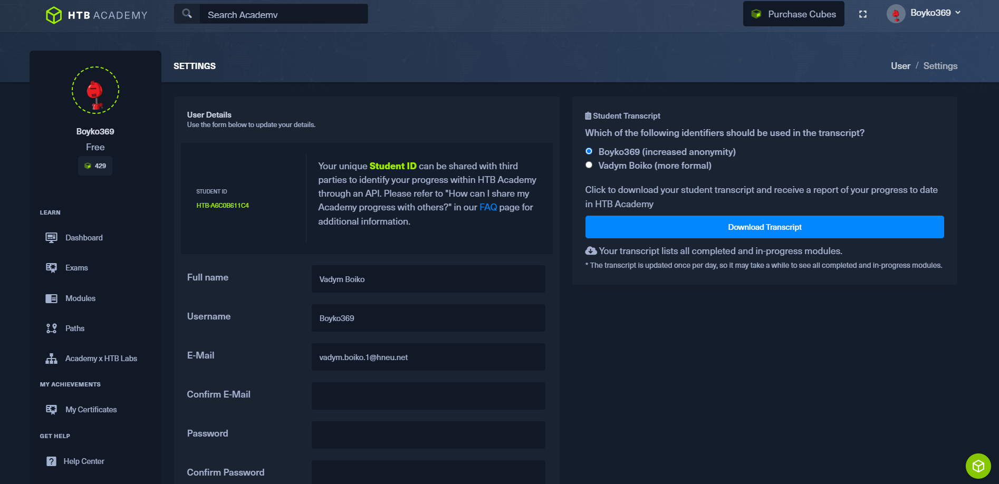 HTB ACADEMY
Search Academy
Purchase Cubes
Boyko369
SETTINGS
User / Settings
Boyko369
Free
429
LEARN
Dashboard
Exams
Modules
Paths
Academy x HTB Labs
MY ACHIEVEMENTS
My Certificates
GET HELP
Help Center
User Details
Use the form below to update your details.
STUDENT ID
HTB-A6C0B611C4
Your unique Student ID can be shared with third
parties to identify your progress within HTB Academy
through an API. Please refer to "How can I share my
Academy progress with others?" in our FAQ page for
additional information.
Full name
Vadym Boiko
Username
Boyko369
E-Mail
vadym.boiko.1@hneu.net
Confirm E-Mail
Password
Confirm Password
Student Transcript
Which of the following identifiers should be used in the transcript?
Boyko369 (increased anonymity)
Vadym Boiko (more formal)
Click to download your student transcript and receive a report of your progress to date
in HTB Academy
Download Transcript
Your transcript lists all completed and in-progress modules.
* The transcript is updated once per day, so it may take a while to see all completed and in-progress modules.